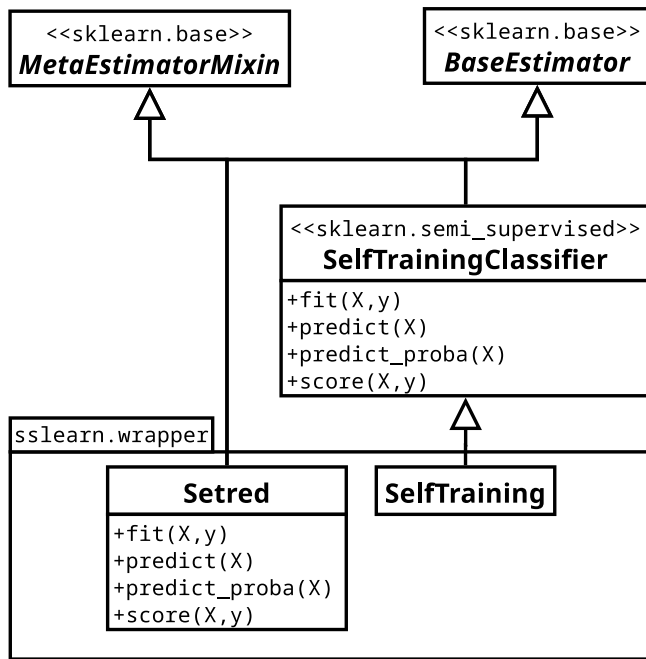 <<sklearn.base>>
MetaEstimatorMixin
<<sklearn.base>>
BaseEstimator
<<sklearn.semi_supervised>>
SelfTrainingClassifier
+fit(X,y)
+predict(X)
+predict_proba(X)
+score(X,y)
sslearn.wrapper
Setred
+fit(X,y)
+predict(X)
+predict_proba(X)
+score(X,y)
SelfTraining